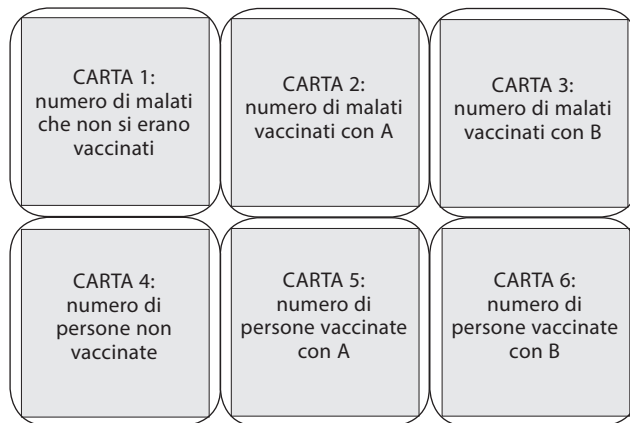 CARTA 1:
numero di malati
che non si erano
vaccinati
CARTA 2:
numero di malati
vaccinati con A
CARTA 3:
numero di malati
vaccinati con B
CARTA 4:
numero di
persone non
vaccinate
CARTA 5:
numero di
persone vaccinate
con A
CARTA 6:
numero di
persone vaccinate
con B